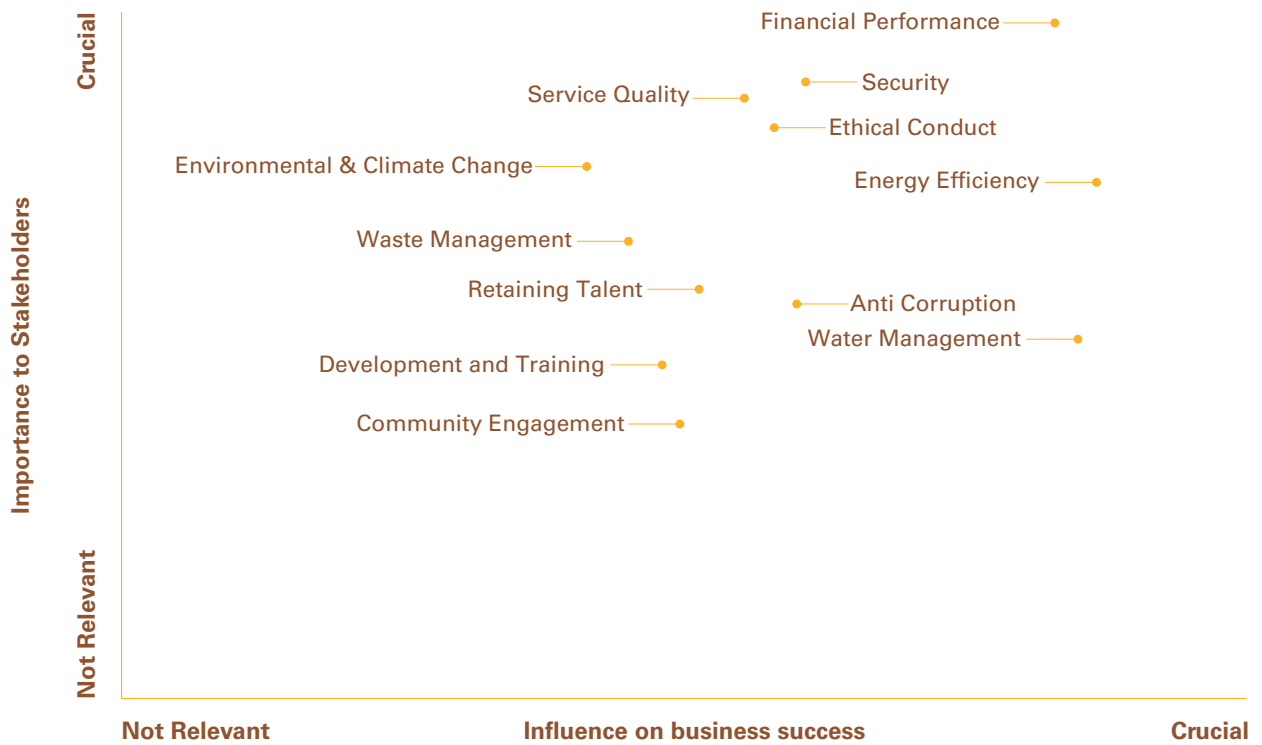 Crucial
Importance to Stakeholders
Not Relevant
Financial Performance
Security
Service Quality
Ethical Conduct
Environmental & Climate Change
Energy Efficiency
Waste Management
Retaining Talent
Anti Corruption
Water Management
Development and Training
Community Engagement
Not Relevant
Influence on business success
Crucial